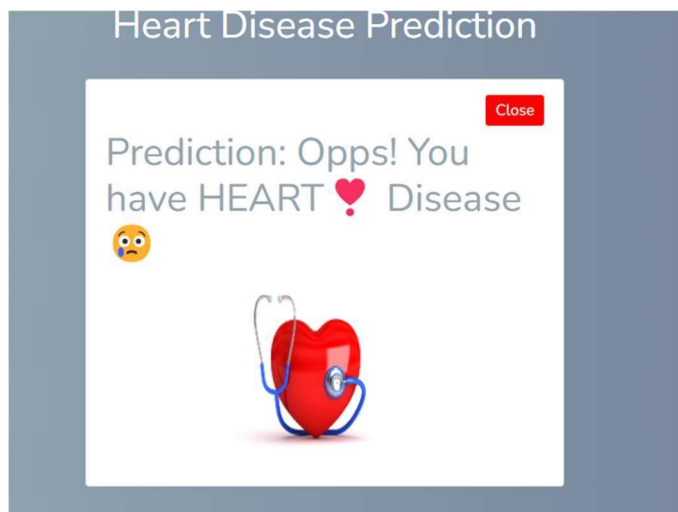 Heart Disease Prediction
Close
Prediction: Opps! You
have HEART❣️ Disease
😢